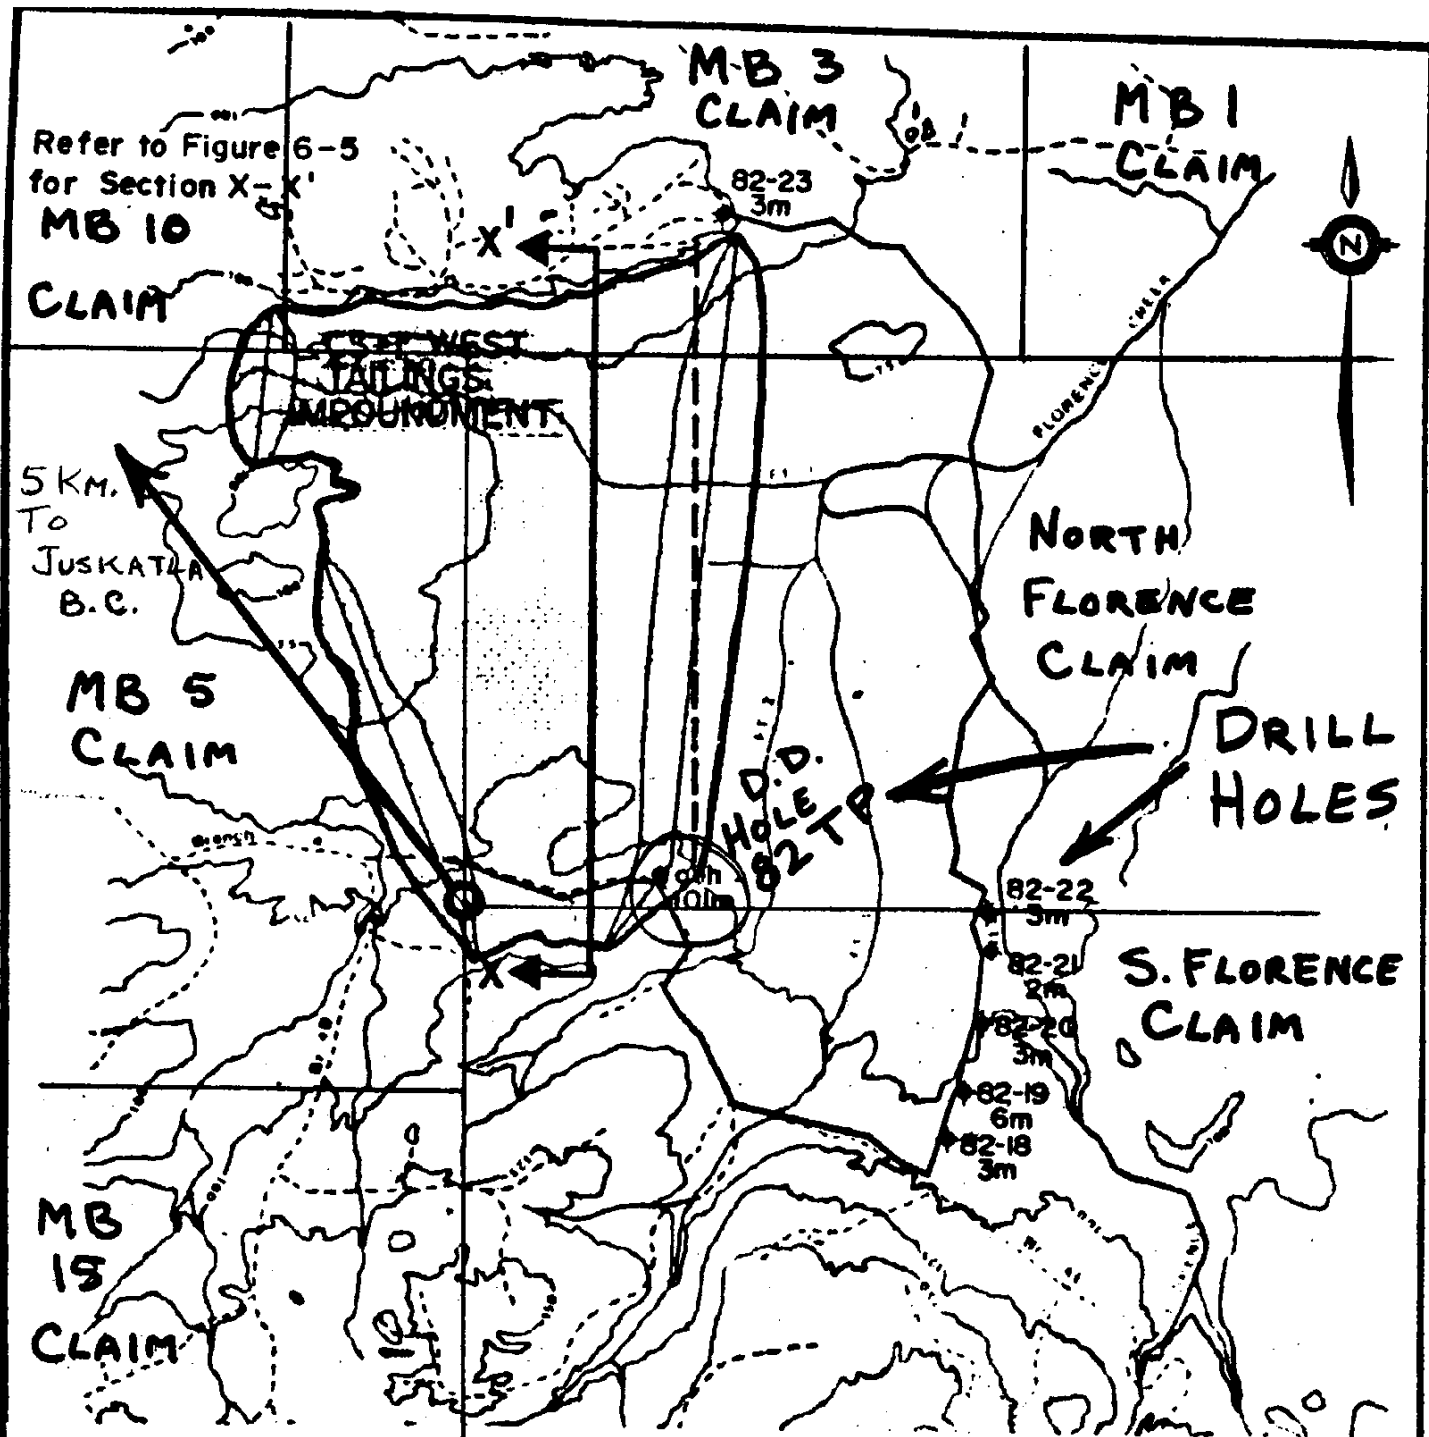 MB 3
CLAIM
MB 1
CLAIM
Refer to Figure 6-5
for Section X-X'
MB 10
CLAIM
82-23
3m
X'
N
WEST
TAILINGS
IMPOUNDMENT
FLORENCE
5 KM.
TO
JUSKATLA
B.C.
NORTH
FLORENCE
CLAIM
MB 5
CLAIM
DRILL
HOLES
D.D.
HOLE
82 TP
Branch
82-22
3m
82-21
2m
X
S. FLORENCE
CLAIM
82-20
3m
82-19
6m
82-18
3m
MB
15
CLAIM